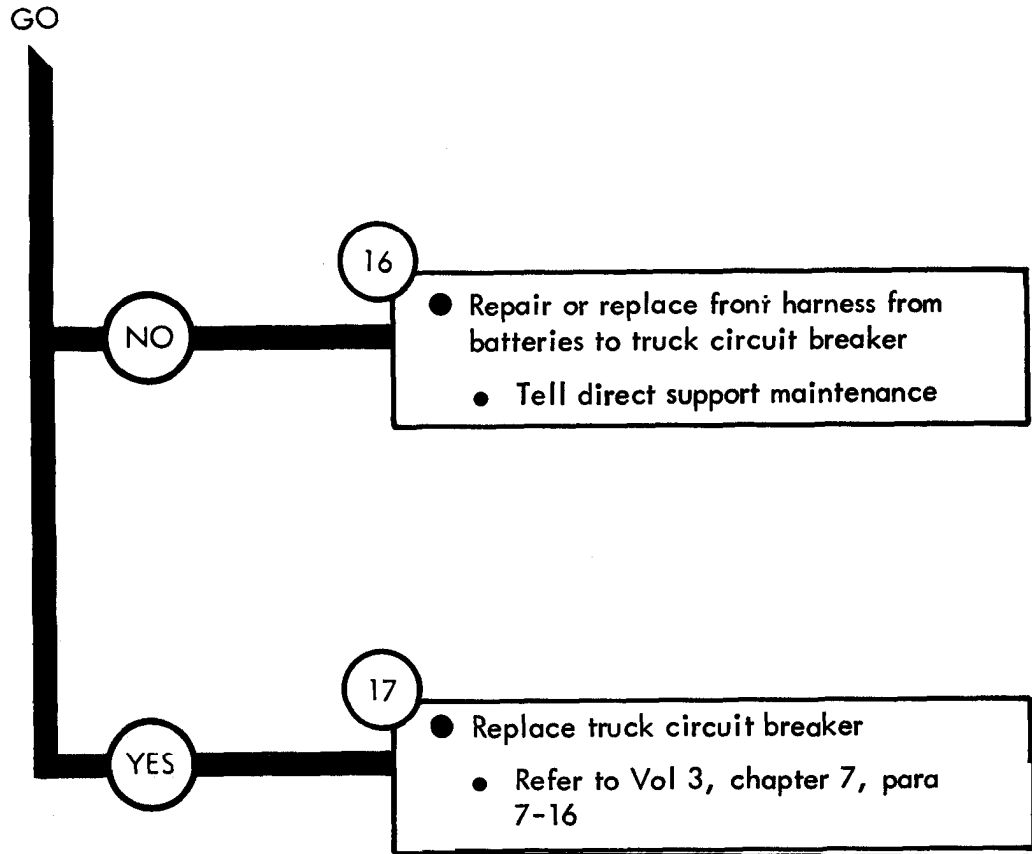 GO
16
● Repair or replace front harness from
batteries to truck circuit breaker
● Tell direct support maintenance
NO
17
● Replace truck circuit breaker
● Refer to Vol 3, chapter 7, para
7-16
YES